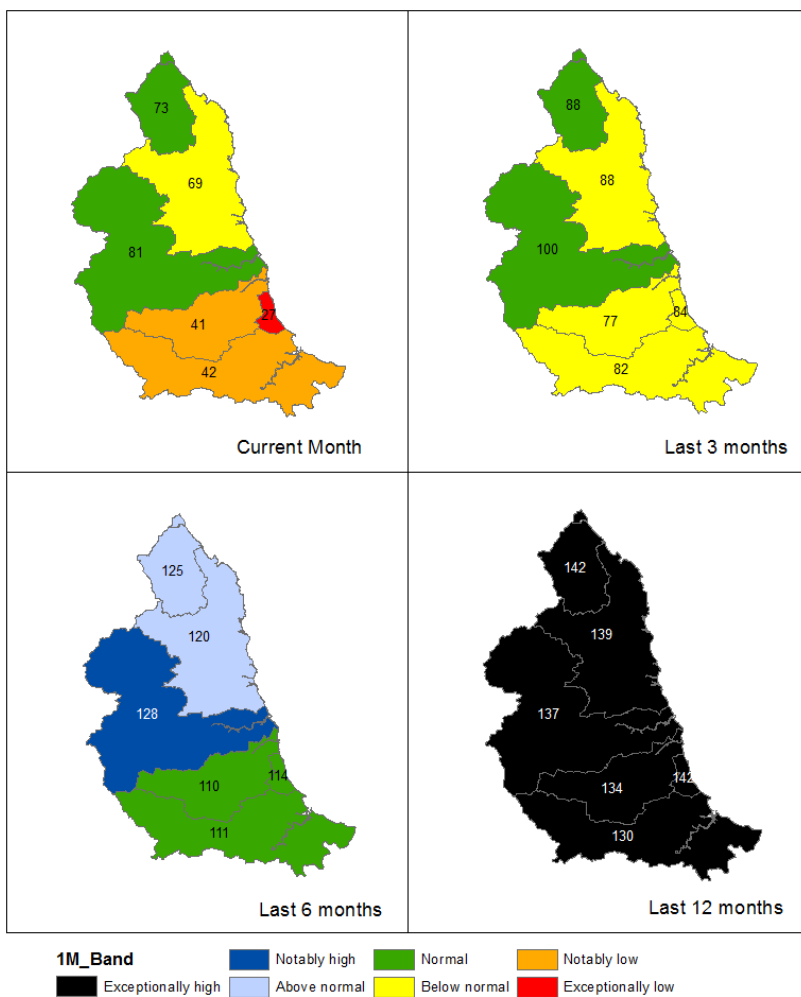 73
69
81
41
27
42
Current Month
88
88
100
77
84
82
Last 3 months
125
120
128
110
114
111
Last 6 months
142
139
137
134
142
130
Last 12 months
1M_Band
Notably high
Normal
Notably low
Exceptionally high
Above normal
Below normal
Exceptionally low